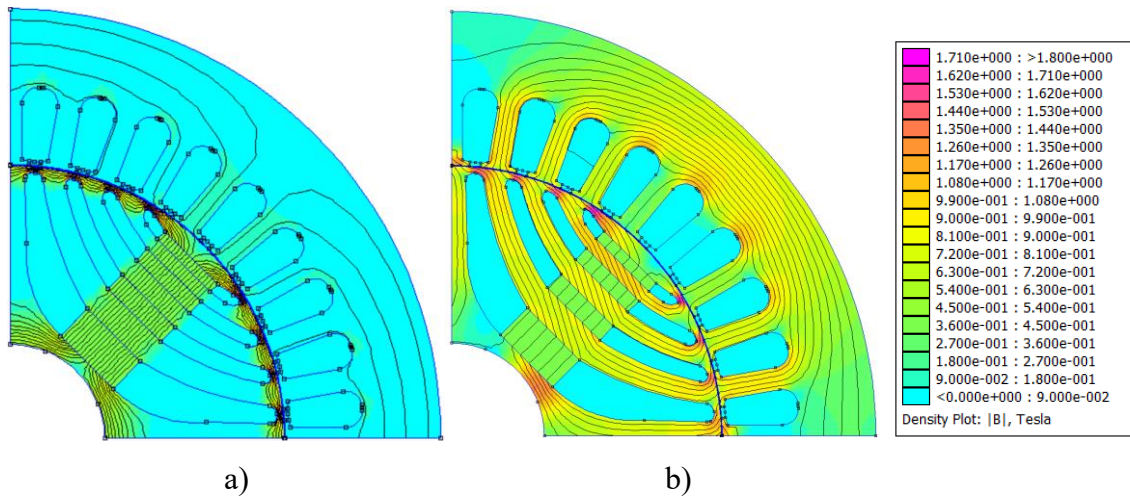 1.710e+000 : >1.800e+000
1.620e+000 : 1.710e+000
1.530e+000 : 1.620e+000
1.440e+000 : 1.530e+000
1.350e+000 : 1.440e+000
1.260e+000 : 1.350e+000
1.170e+000 : 1.260e+000
1.080e+000 : 1.170e+000
9.900e-001 : 1.080e+000
9.000e-001 : 9.900e-001
8.100e-001 : 9.000e-001
7.200e-001 : 8.100e-001
6.300e-001 : 7.200e-001
5.400e-001 : 6.300e-001
4.500e-001 : 5.400e-001
3.600e-001 : 4.500e-001
2.700e-001 : 3.600e-001
1.800e-001 : 2.700e-001
9.000e-002 : 1.800e-001
<0.000e+000 : 9.000e-002
Density Plot: |B|, Tesla
a)
b)